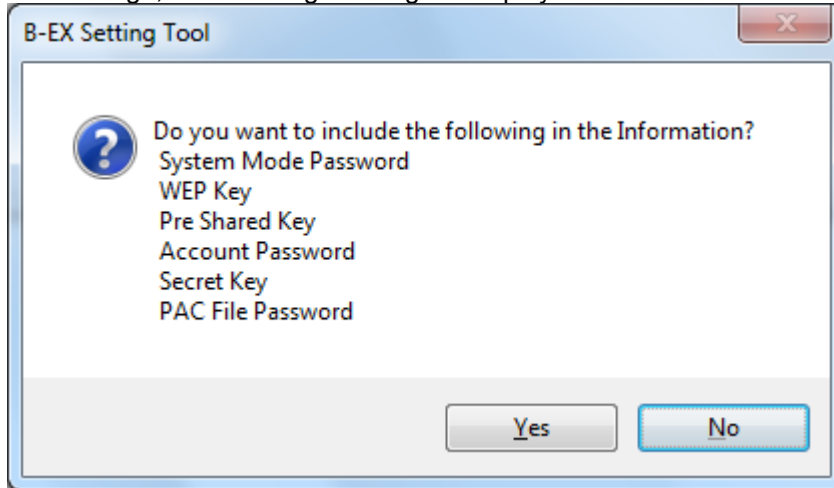 B-EX Setting Tool
Do you want to include the following in the Information?
System Mode Password
WEP Key
Pre Shared Key
Account Password
Secret Key
PAC File Password
Yes No